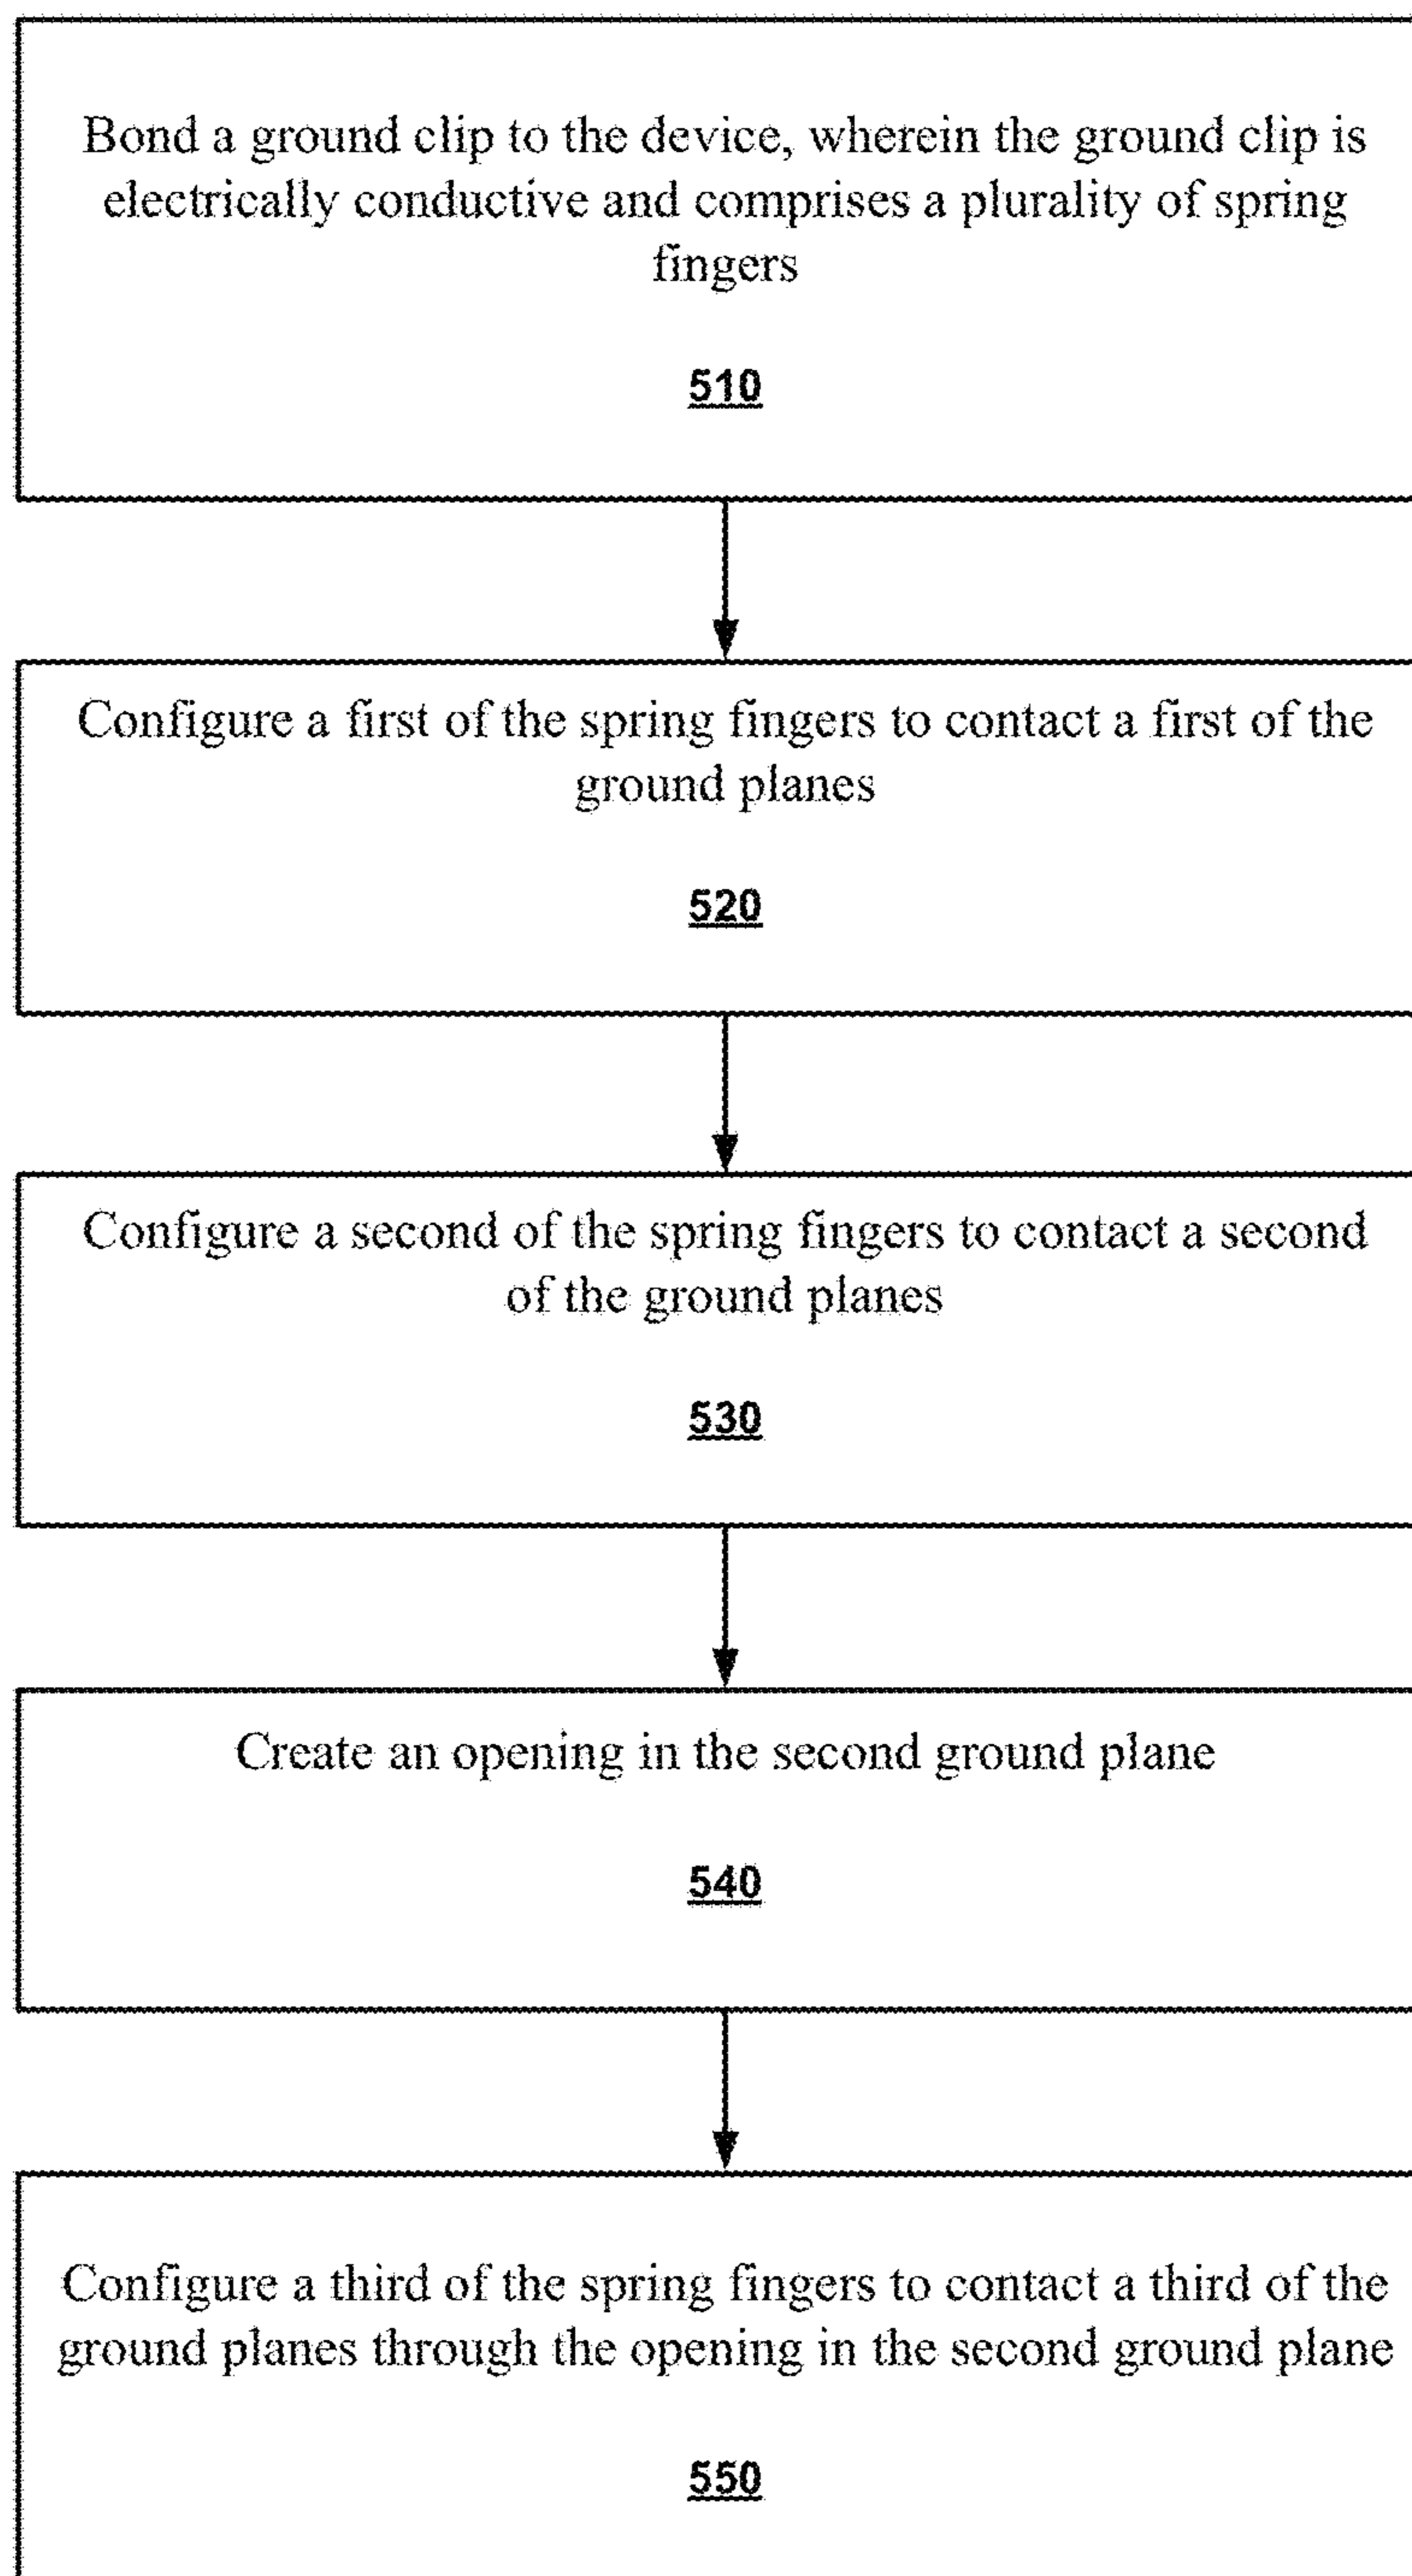 Bond a ground clip to the device, wherein the ground clip is
electrically conductive and comprises a plurality of spring
fingers
510
Configure a first of the spring fingers to contact a first of the
ground planes
520
Configure a second of the spring fingers to contact a second
of the ground planes
530
Create an opening in the second ground plane
540
Configure a third of the spring fingers to contact a third of the
ground planes through the opening in the second ground plane
550